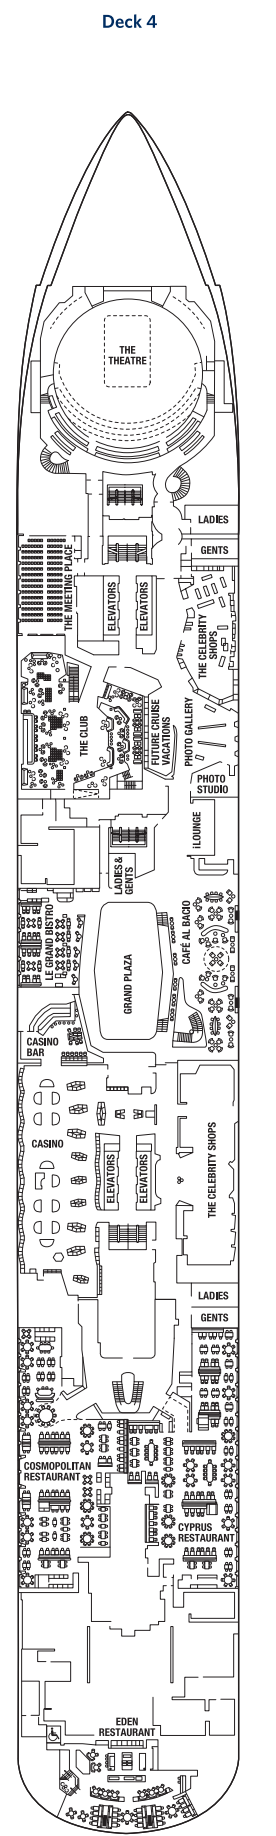 Deck 4
THE
THEATRE
LADIES
GENTS
THE MEETING PLACE
ELEVATORS
ELEVATORS
THE CELEBRITY
SHOPS
THE CLUB
FUTURE CRUISE
VACATIONS
PHOTO GALLERY
PHOTO
STUDIO
iLOUNGE
LADIES &
GENTS
LE GRAND BISTRO
GRAND PLAZA
CAFÉ AL BACIO
CASINO
BAR
CASINO
ELEVATORS
ELEVATORS
THE CELEBRITY SHOPS
LADIES
GENTS
COSMOPOLITAN
RESTAURANT
CYPRUS
RESTAURANT
EDEN
RESTAURANT